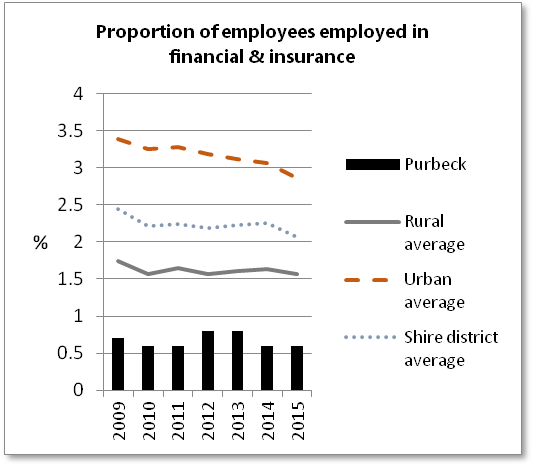 Proportion of employees employed in
financial & insurance
4
3.5
3
2.5
2
1.5
1
0.5
0
%
2009
2010
2011
2012
2013
2014
2015
Purbeck
Rural
average
Urban
average
Shire district
average